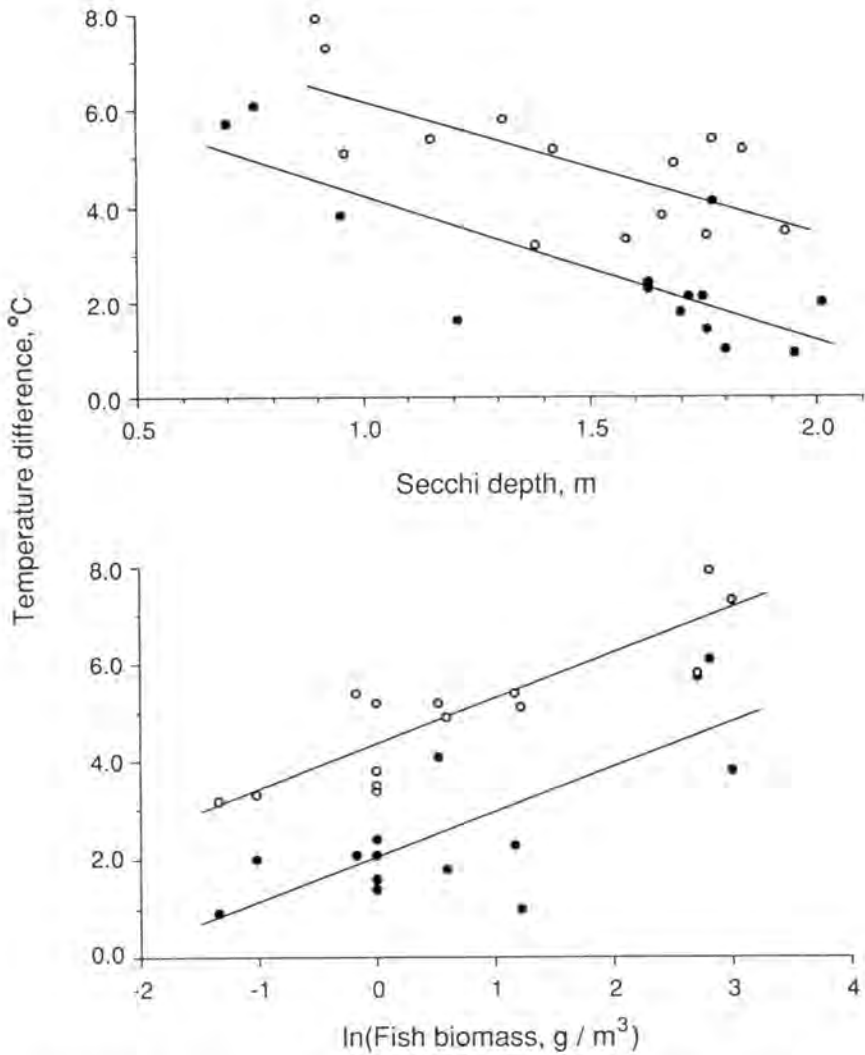 8.0
6.0
4.0
2.0
0.0
0.5 1.0 1.5 2.0
Secchi depth, m
Temperature difference, °C
8.0
6.0
4.0
2.0
0.0
-2 -1 0 1 2 3 4
ln(Fish biomass, g / m³)